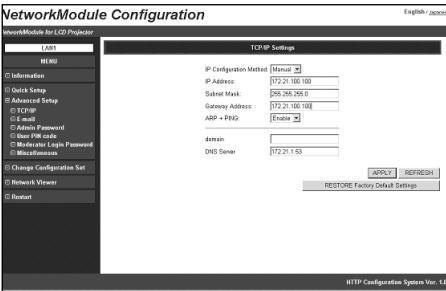 NetworkModule Configuration
English / Japanese
NetworkModule for LCD Projector
LAN1
MENU
Information
Quick Setup
Advanced Setup
TCP/IP
E-mail
Admin Password
User PIN code
Moderator Login Password
Miscellaneous
Change Configuration Set
Network Viewer
Restart
TCP/IP Settings
IP Configuration Method: Manual
IP Address: 172.21.100.100
Subnet Mask: 255.255.255.0
Gateway Address: 172.21.100.100
ARP + PING: Enable
domain
DNS Server 172.21.1.53
APPLY REFRESH
RESTORE Factory Default Settings
HTTP Configuration System Ver. 1.0